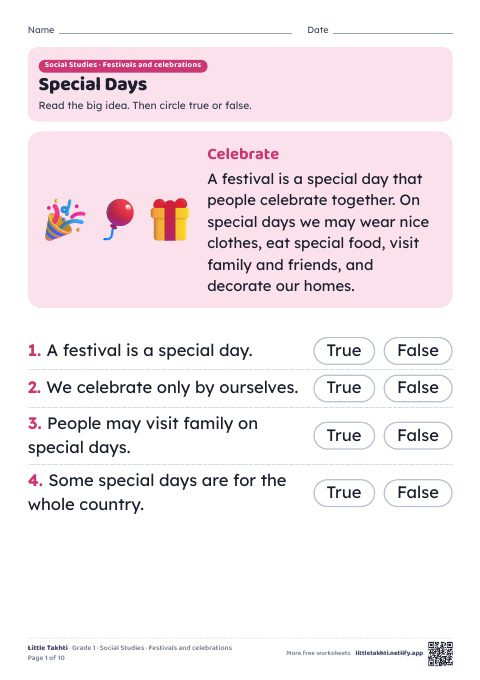 Name
Date
Social Studies · Festivals and celebrations
Special Days
Read the big idea. Then circle true or false.
Celebrate
A festival is a special day that
people celebrate together. On
special days we may wear nice
clothes, eat special food, visit
family and friends, and
decorate our homes.
1. A festival is a special day. True False
2. We celebrate only by ourselves. True False
3. People may visit family on
special days. True False
4. Some special days are for the
whole country. True False
Little Takhti · Grade 1 · Social Studies · Festivals and celebrations
Page 1 of 10
More free worksheets · littletakhti.netlify.app